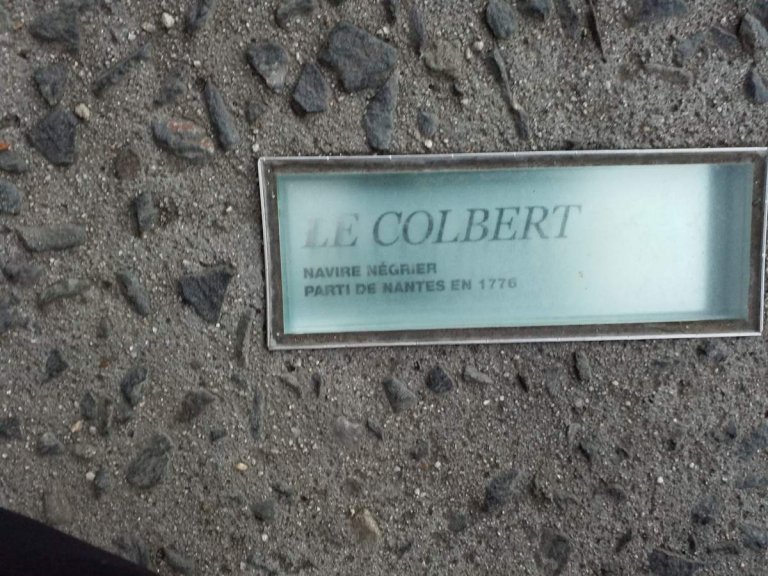 LE COLBERT
NAVIRE NÉGRIER
PARTI DE NANTES EN 1776